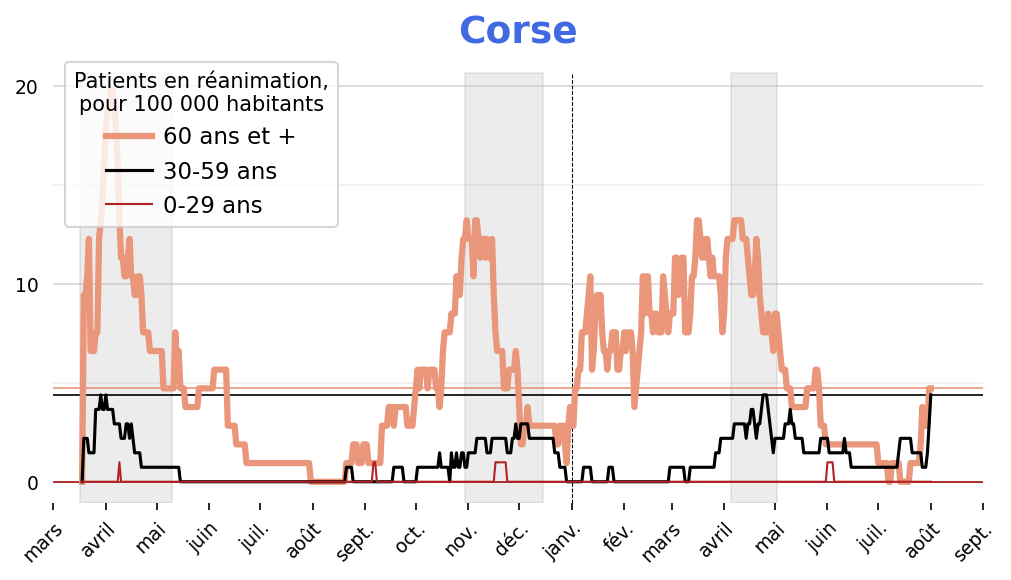 Corse
Patients en réanimation,
pour 100 000 habitants
60 ans et +
30-59 ans
0-29 ans
20
10
0
mars avril mai juin juil. août sept. oct. nov. déc. janv. fév. mars avril mai juin juil. août sept.